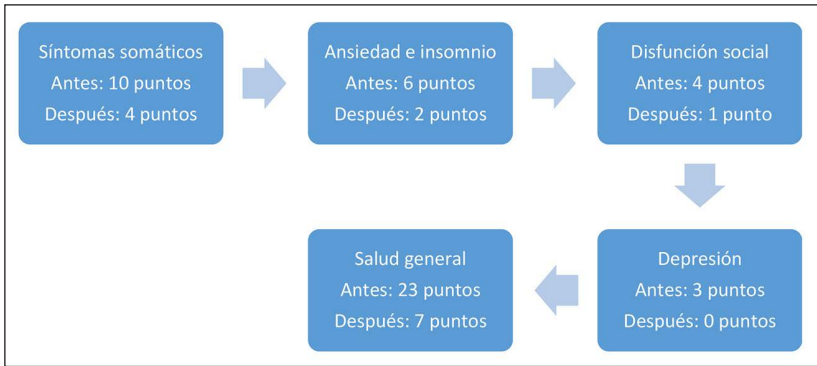 Síntomas somáticos
Antes: 10 puntos
Después: 4 puntos
Ansiedad e insomnio
Antes: 6 puntos
Después: 2 puntos
Disfunción social
Antes: 4 puntos
Después: 1 punto
Depresión
Antes: 3 puntos
Después: 0 puntos
Salud general
Antes: 23 puntos
Después: 7 puntos